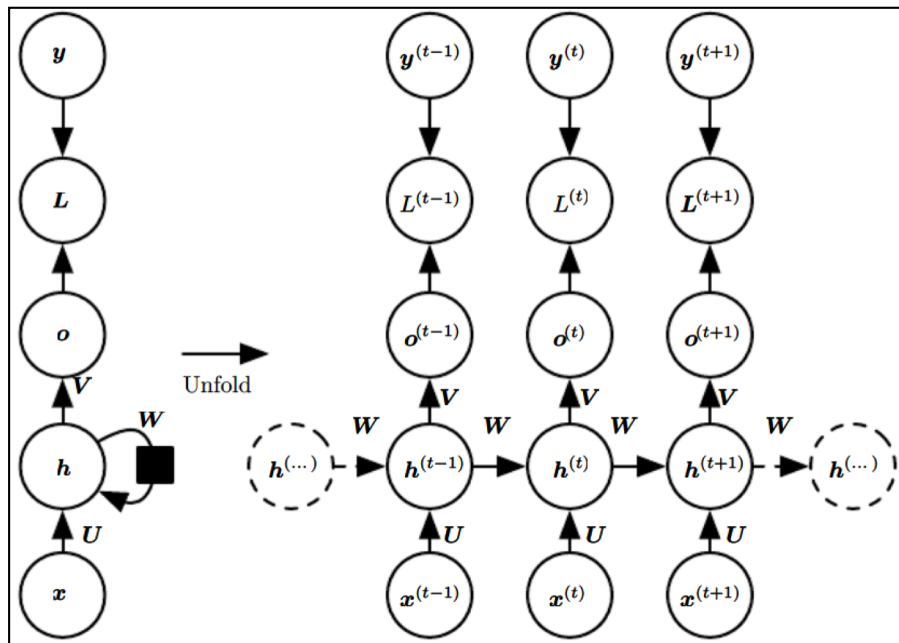 y y(t−1) y(t) y(t+1)
L L(t−1) L(t) L(t+1)
o o(t−1) o(t) o(t+1)
Unfold
V V V V
W W W W W
h h(...) h(t−1) h(t) h(t+1) h(...)
U U U U
x x(t−1) x(t) x(t+1)